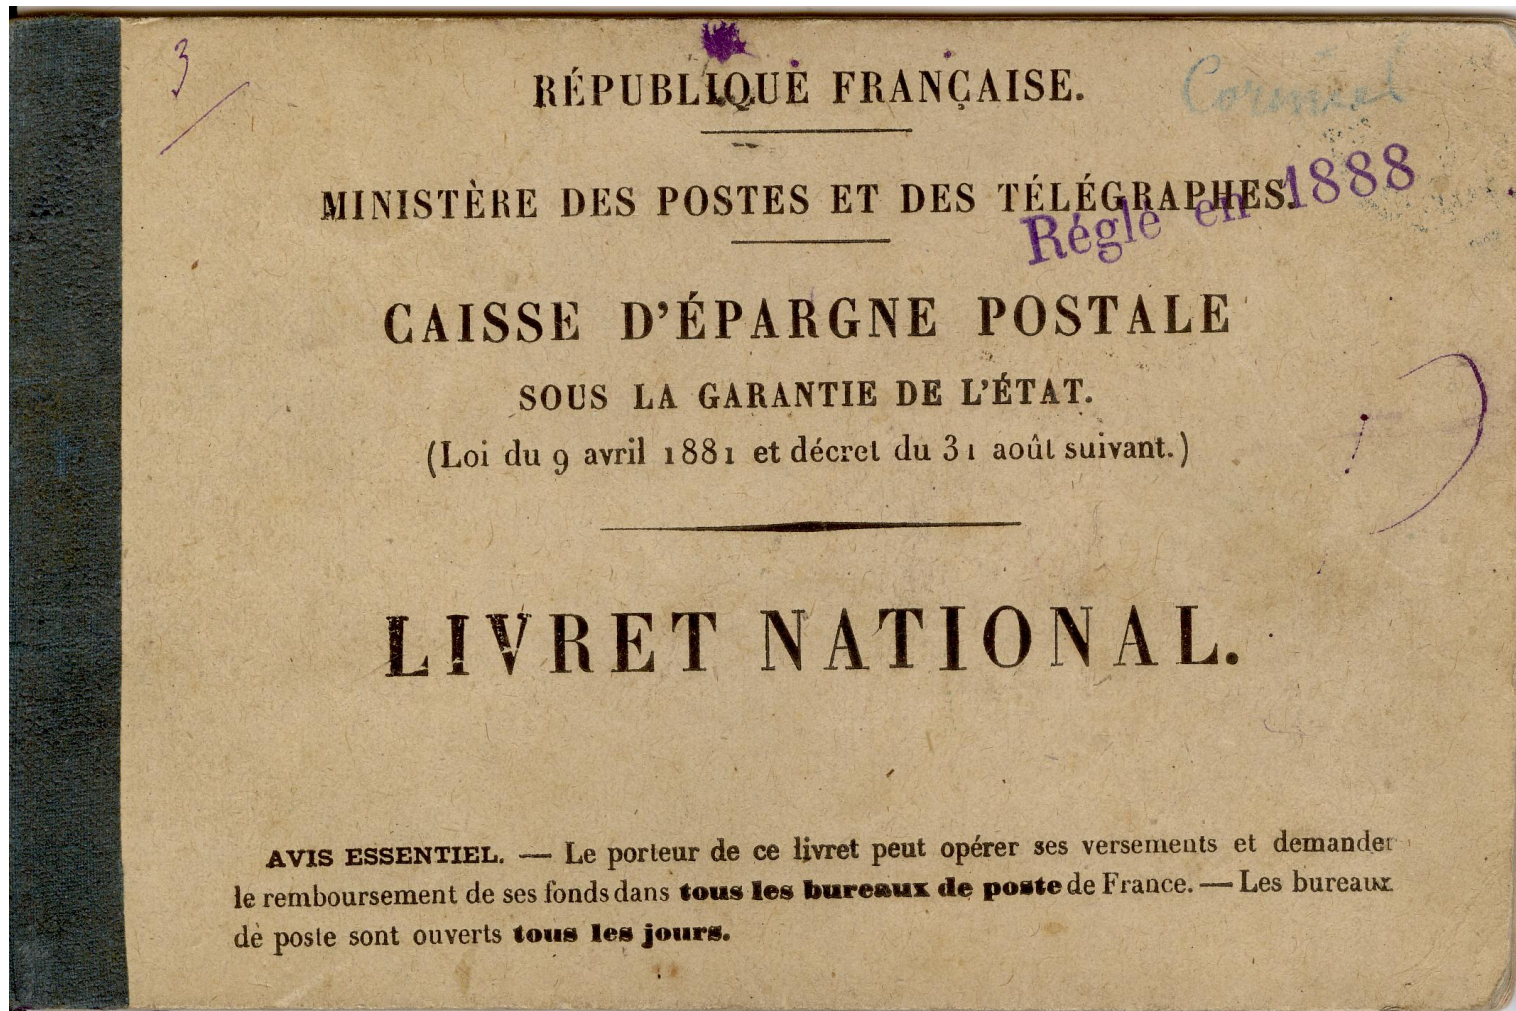 3
RÉPUBLIQUE FRANÇAISE.
MINISTÈRE DES POSTES ET DES TÉLÉGRAPHES.
Réglé en 1888
CAISSE D'ÉPARGNE POSTALE
SOUS LA GARANTIE DE L'ÉTAT.
(Loi du 9 avril 1881 et décret du 31 août suivant.)
LIVRET NATIONAL.
AVIS ESSENTIEL. — Le porteur de ce livret peut opérer ses versements et demander
le remboursement de ses fonds dans tous les bureaux de poste de France. — Les bureaux
de poste sont ouverts tous les jours.